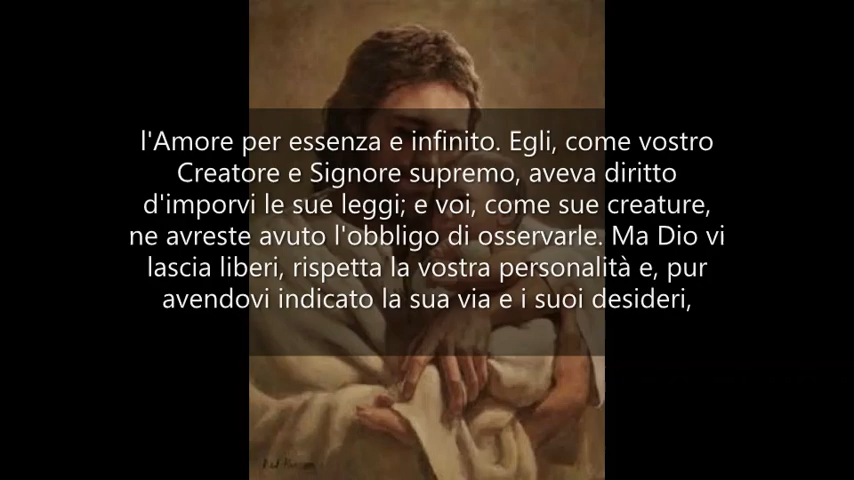 l'Amore per essenza e infinito. Egli, come vostro
Creatore e Signore supremo, aveva diritto
d'imporvi le sue leggi; e voi, come sue creature,
ne avreste avuto l'obbligo di osservarle. Ma Dio vi
lascia liberi, rispetta la vostra personalità e, pur
avendovi indicato la sua via e i suoi desideri,